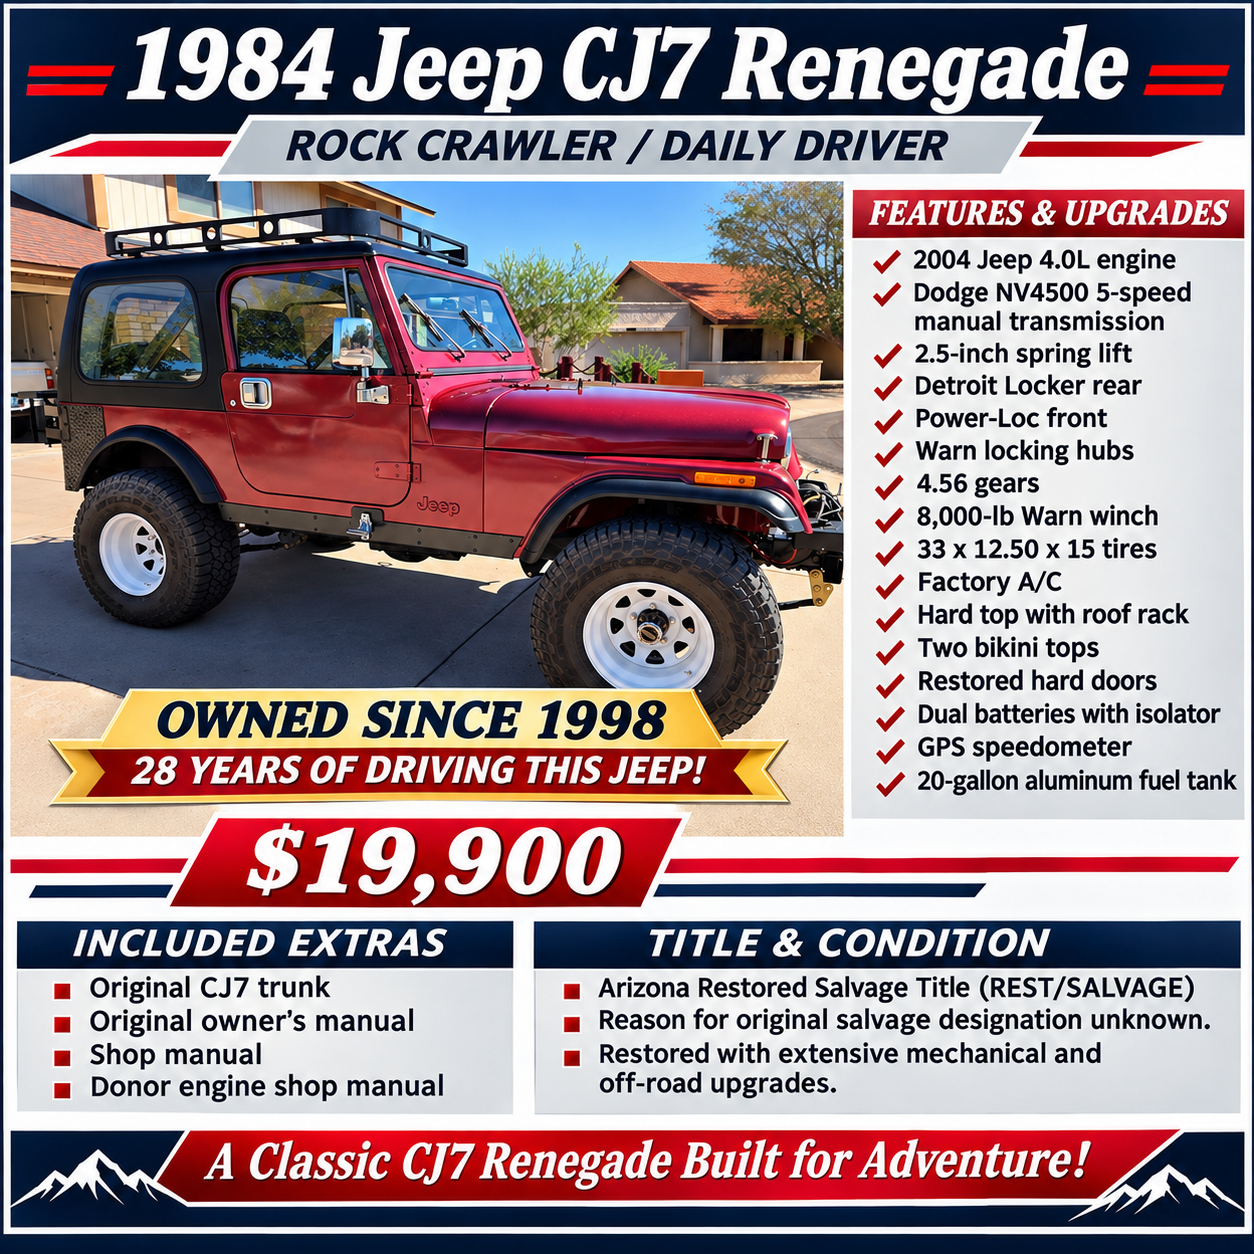 1984 Jeep CJ7 Renegade
ROCK CRAWLER / DAILY DRIVER
FEATURES & UPGRADES
2004 Jeep 4.0L engine
Dodge NV4500 5-speed
manual transmission
2.5-inch spring lift
Detroit Locker rear
Power-Loc front
Warn locking hubs
4.56 gears
8,000-lb Warn winch
33 x 12.50 x 15 tires
Factory A/C
Hard top with roof rack
Two bikini tops
Restored hard doors
Dual batteries with isolator
GPS speedometer
20-gallon aluminum fuel tank
Jeep
OWNED SINCE 1998
28 YEARS OF DRIVING THIS JEEP!
$19,900
INCLUDED EXTRAS
Original CJ7 trunk
Original owner's manual
Shop manual
Donor engine shop manual
TITLE & CONDITION
Arizona Restored Salvage Title (REST/SALVAGE)
Reason for original salvage designation unknown.
Restored with extensive mechanical and
off-road upgrades.
A Classic CJ7 Renegade Built for Adventure!